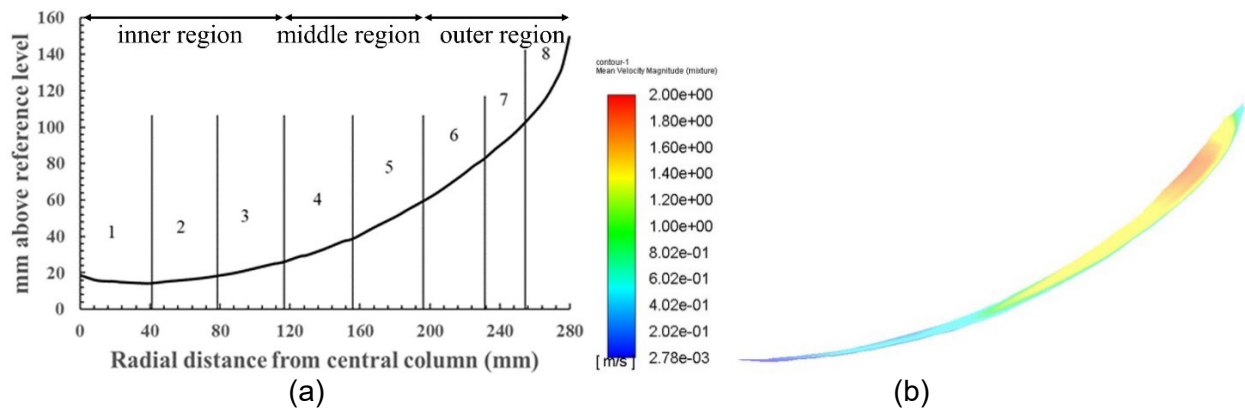 160
140
120
100
80
60
40
20
0
mm above reference level
inner region middle region outer region
1
2
3
4
5
6
7
8
0 40 80 120 160 200 240 280
Radial distance from central column (mm)
(a)
contour-1
Mean Velocity Magnitude (mixture)
2.00e+00
1.80e+00
1.60e+00
1.40e+00
1.20e+00
1.00e+00
8.02e-01
6.02e-01
4.02e-01
2.02e-01
2.78e-03
[ m/s ]
(b)